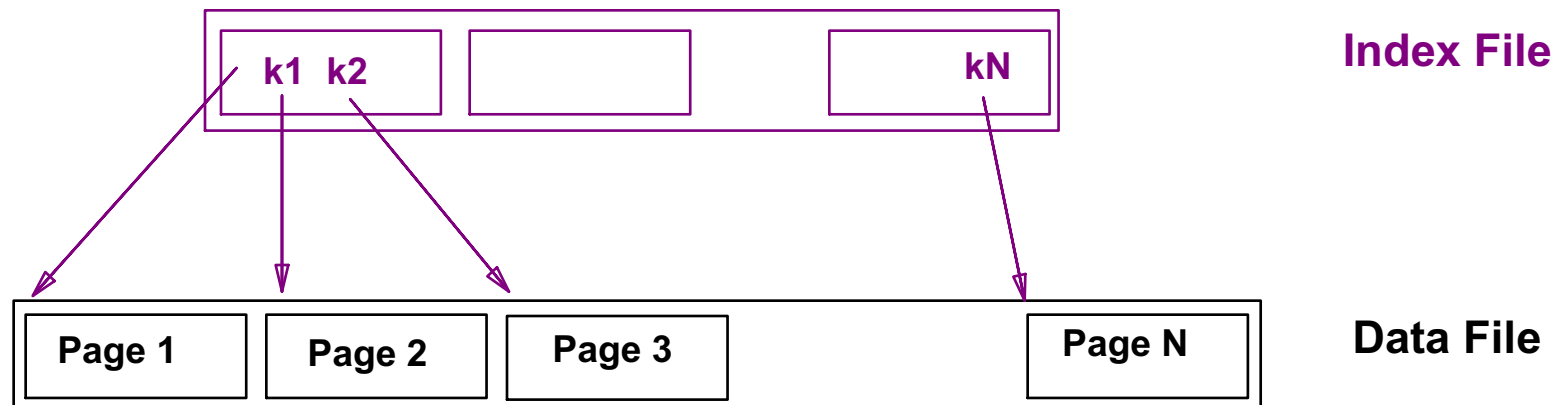 k1 k2
kN
Index File
Page 1
Page 2
Page 3
Page N
Data File